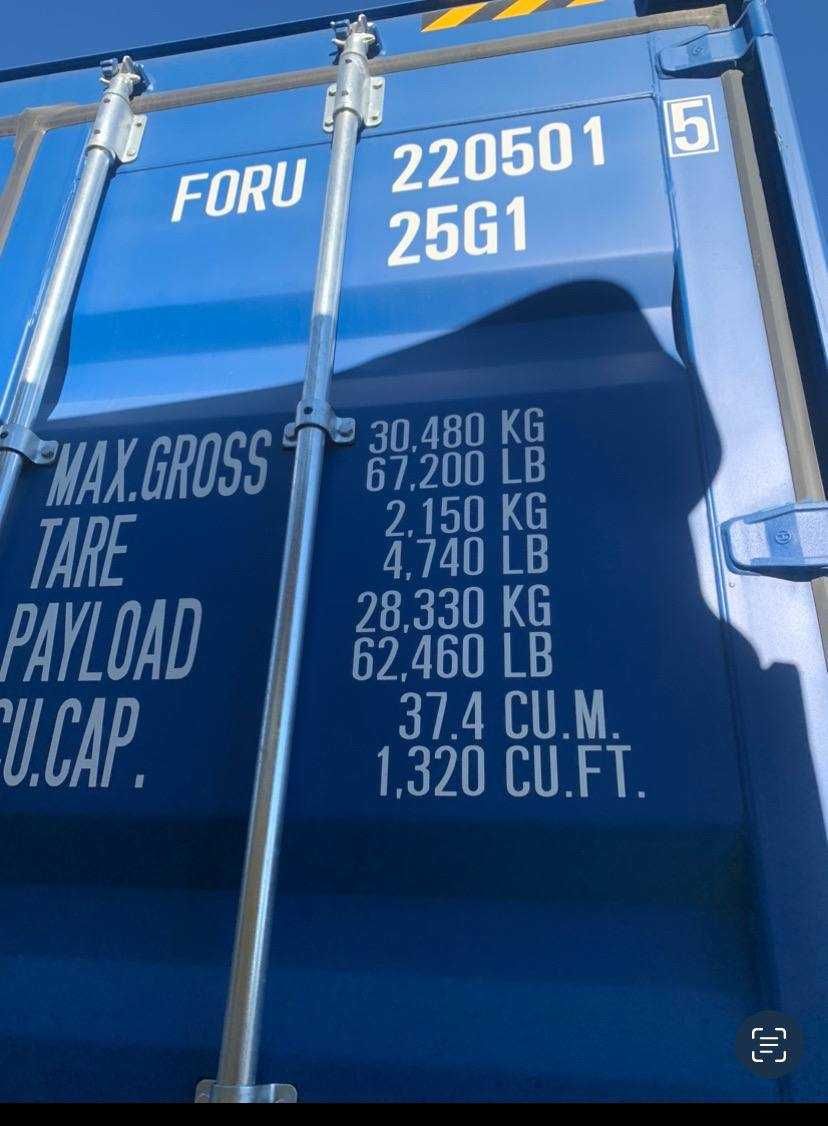 FORU 220501 5
25G1
MAX.GROSS 30,480 KG
67,200 LB
TARE 2,150 KG
4,740 LB
PAYLOAD 28,330 KG
62,460 LB
CU.CAP. 37.4 CU.M.
1,320 CU.FT.